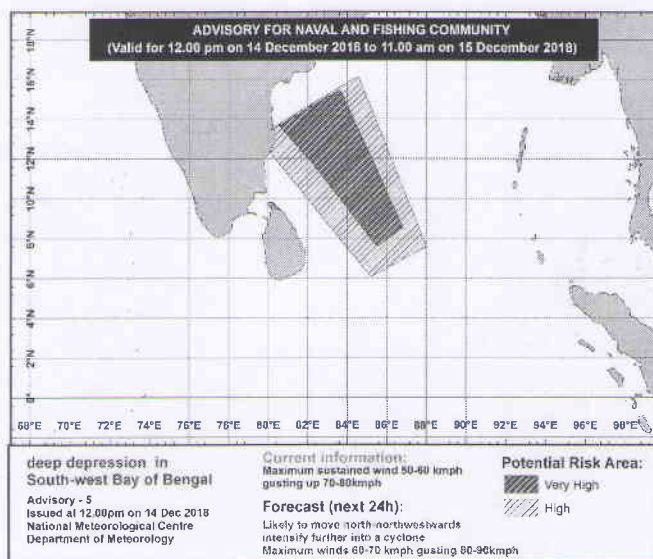 ADVISORY FOR NAVAL AND FISHING COMMUNITY
(Valid for 12.00 pm on 14 December 2018 to 11.00 am on 15 December 2018)
18°N
16°N
14°N
12°N
10°N
8°N
6°N
4°N
2°N
0°
68°E 70°E 72°E 74°E 76°E 78°E 80°E 82°E 84°E 86°E 88°E 90°E 92°E 94°E 96°E 98°E
deep depression in
South-west Bay of Bengal
Advisory - 5
Issued at 12.00pm on 14 Dec 2018
National Meteorological Centre
Department of Meteorology
Current information:
Maximum sustained wind 50-60 kmph
gusting up 70-80kmph
Forecast (next 24h):
Likely to move north-northwestwards
intensify further into a cyclone
Maximum winds 60-70 kmph gusting 80-90kmph
Potential Risk Area:
Very High
High